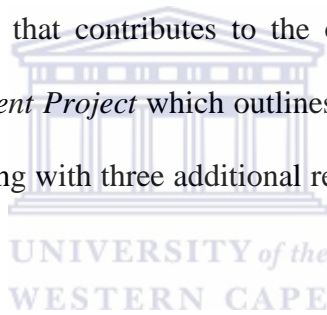 that contributes to the
ent Project which outlines
ng with three additional re
UNIVERSITY of the
WESTERN CAPE